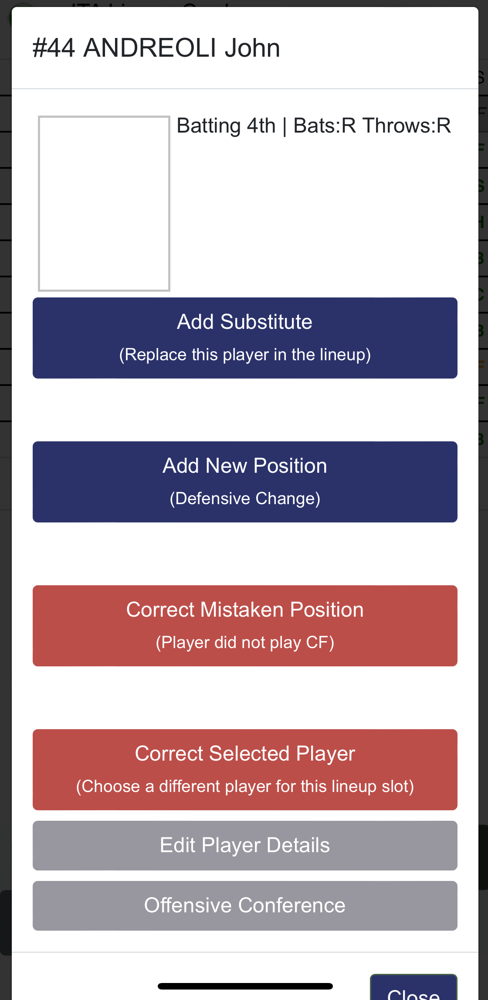 #44 ANDREOLI John
Batting 4th | Bats:R Throws:R
Add Substitute
(Replace this player in the lineup)
Add New Position
(Defensive Change)
Correct Mistaken Position
(Player did not play CF)
Correct Selected Player
(Choose a different player for this lineup slot)
Edit Player Details
Offensive Conference
Close